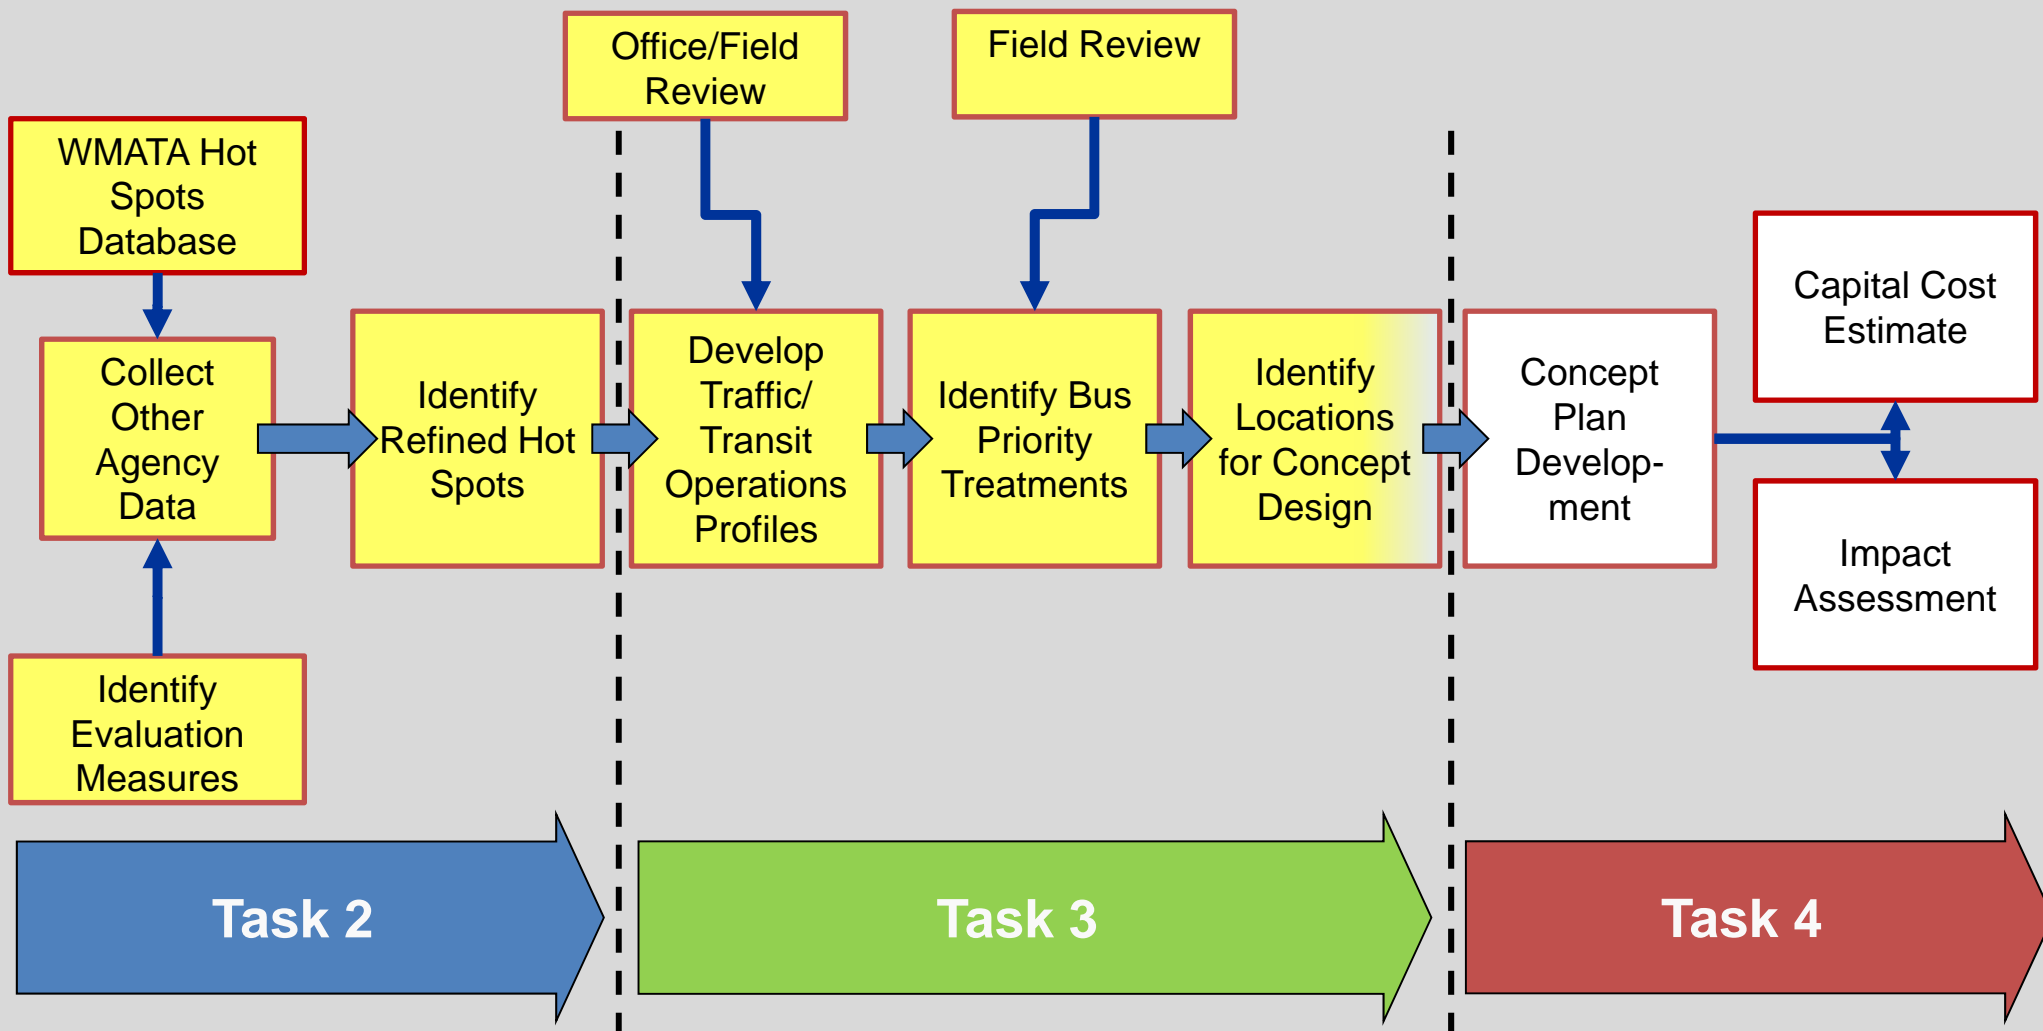 Office/Field
Review
Field Review
WMATA Hot
Spots
Database
Collect
Other
Agency
Data
Identify
Evaluation
Measures
Identify
Refined Hot
Spots
Develop
Traffic/
Transit
Operations
Profiles
Identify Bus
Priority
Treatments
Identify
Locations
for Concept
Design
Concept
Plan
Develop-
ment
Capital Cost
Estimate
Impact
Assessment
Task 2
Task 3
Task 4